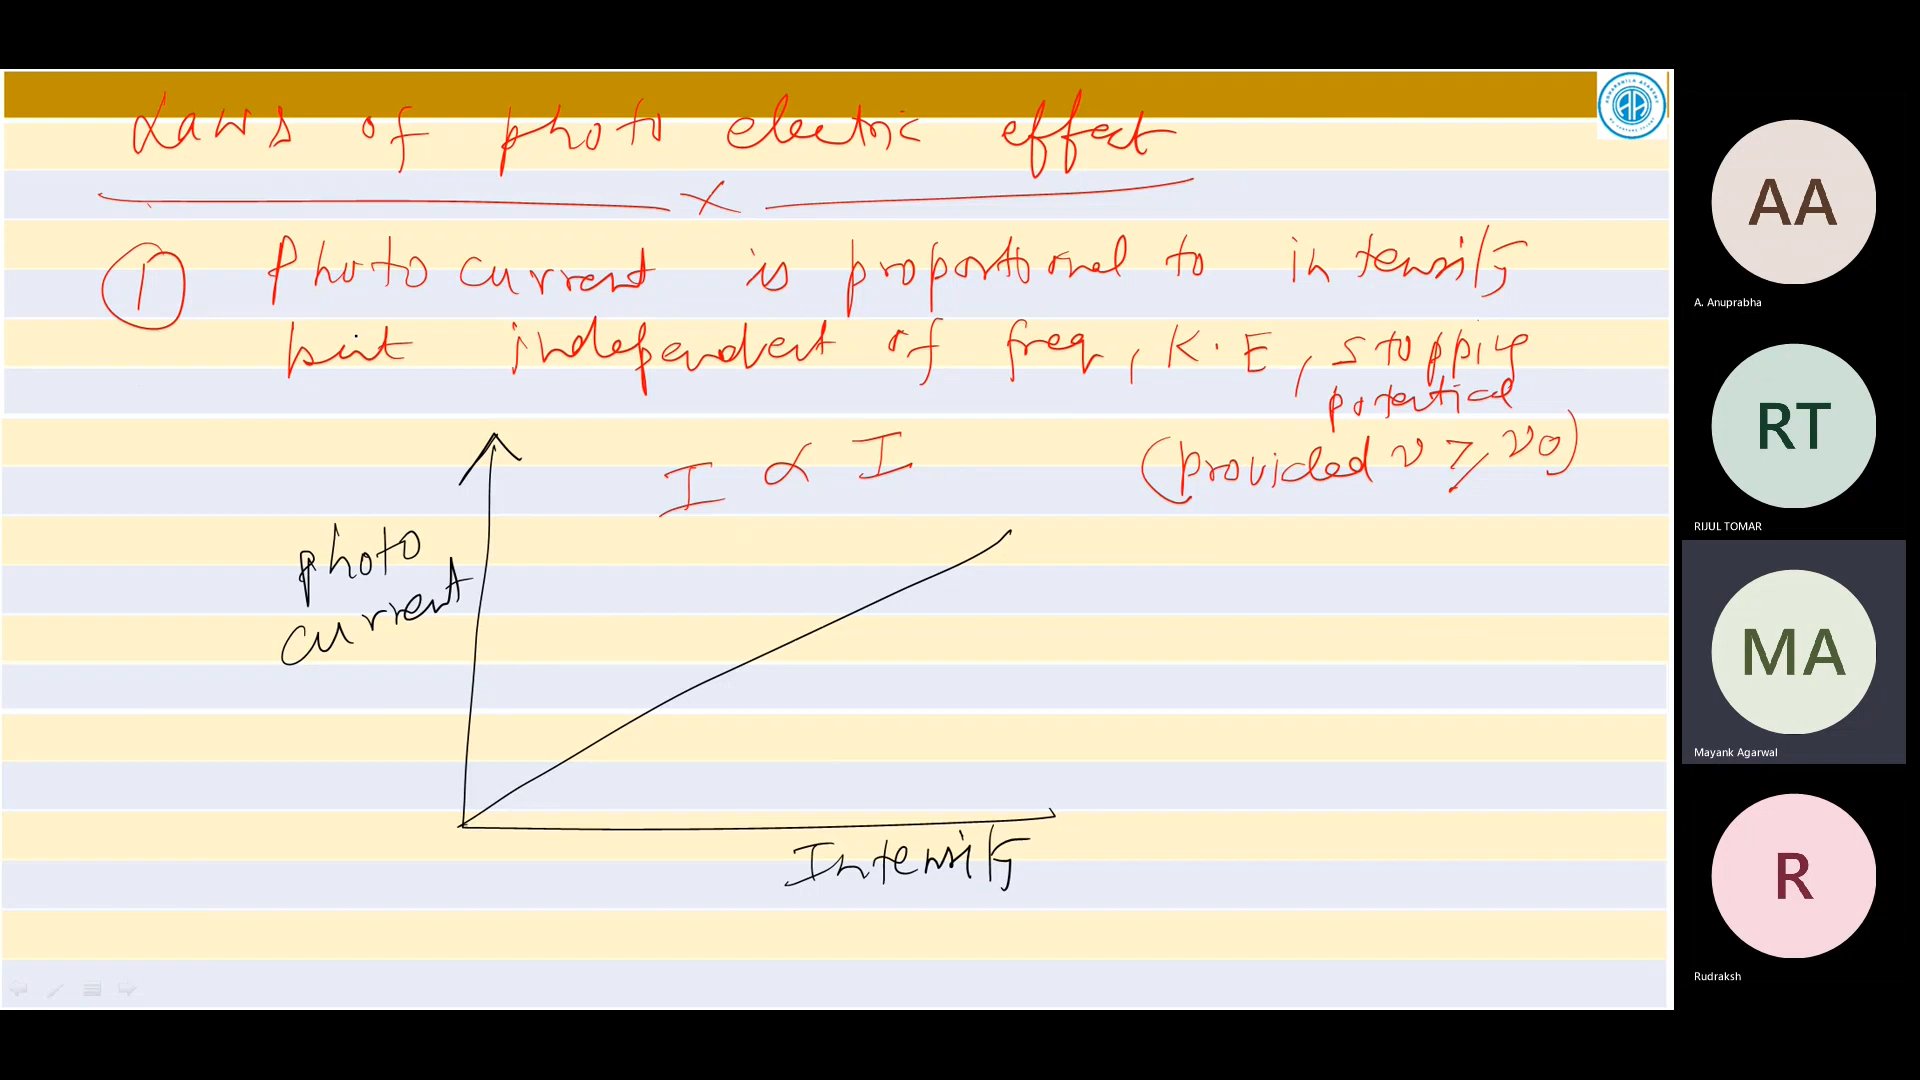 Laws of photo electric effect
① Photo current is proportional to intensity
but independent of freq, K.E, stopping
potential
I ∝ I (provided ν ≥ ν0)
photo
current
Intensity
AA
A. Anuprabha
RT
RIJUL TOMAR
MA
Mayank Agarwal
R
Rudraksh